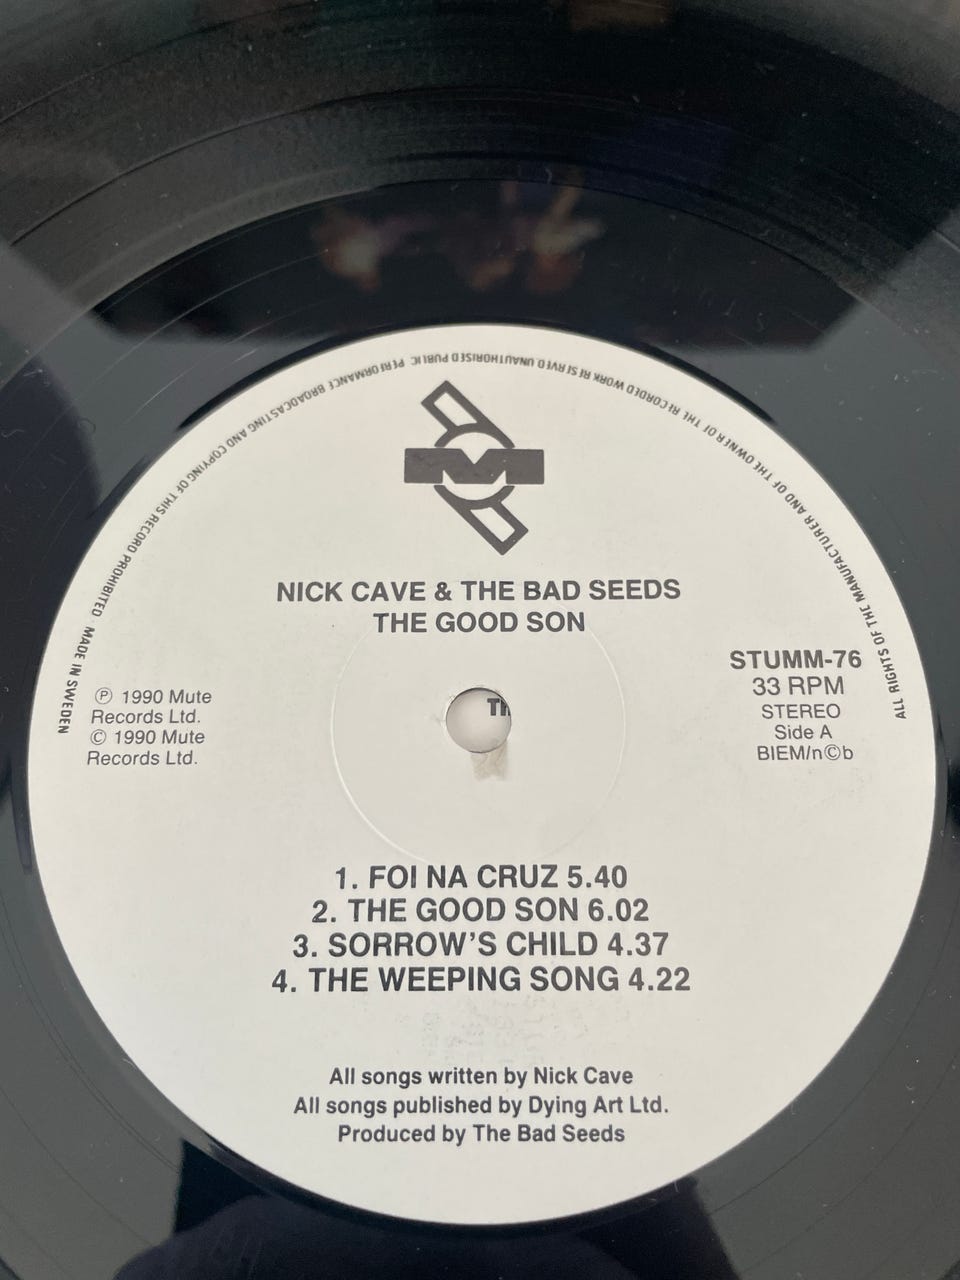 ALL RIGHTS OF THE MANUFACTURER AND OF THE OWNER OF THE RECORDED WORK RESERVED. UNAUTHORISED PUBLIC PERFORMANCE BROADCASTING AND COPYING OF THIS RECORD PROHIBITED MADE IN SWEDEN
M
NICK CAVE & THE BAD SEEDS
THE GOOD SON
Ⓟ 1990 Mute
Records Ltd.
© 1990 Mute
Records Ltd.
STUMM-76
33 RPM
STEREO
Side A
BIEM/n©b
1. FOI NA CRUZ 5.40
2. THE GOOD SON 6.02
3. SORROW'S CHILD 4.37
4. THE WEEPING SONG 4.22
All songs written by Nick Cave
All songs published by Dying Art Ltd.
Produced by The Bad Seeds